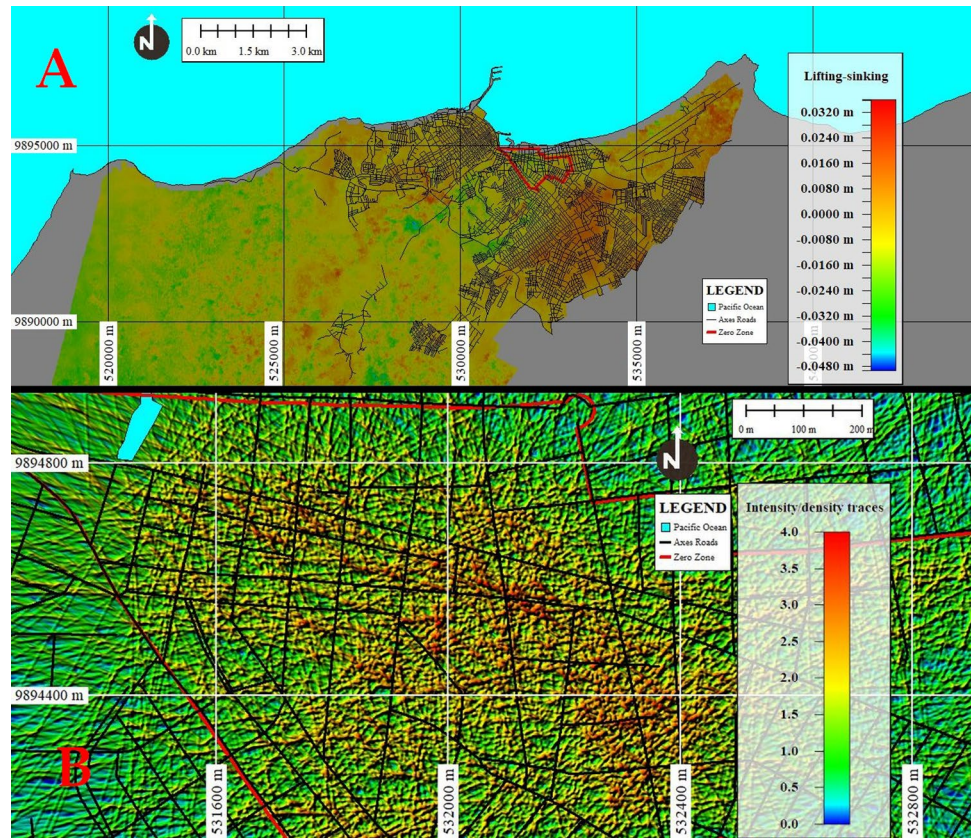 A
N
0.0 km 1.5 km 3.0 km
Lifting-sinking
0.0320 m
0.0240 m
0.0160 m
0.0080 m
0.0000 m
-0.0080 m
-0.0160 m
-0.0240 m
-0.0320 m
-0.0400 m
-0.0480 m
9895000 m
9890000 m
520000 m
525000 m
530000 m
535000 m
LEGEND
Pacific Ocean
Axes Roads
Zero Zone
B
N
0 m 100 m 200 m
Intensity/density traces
4.0
3.5
3.0
2.5
2.0
1.5
1.0
0.5
0.0
LEGEND
Pacific Ocean
Axes Roads
Zero Zone
9894800 m
9894400 m
531600 m
532000 m
532400 m
532800 m